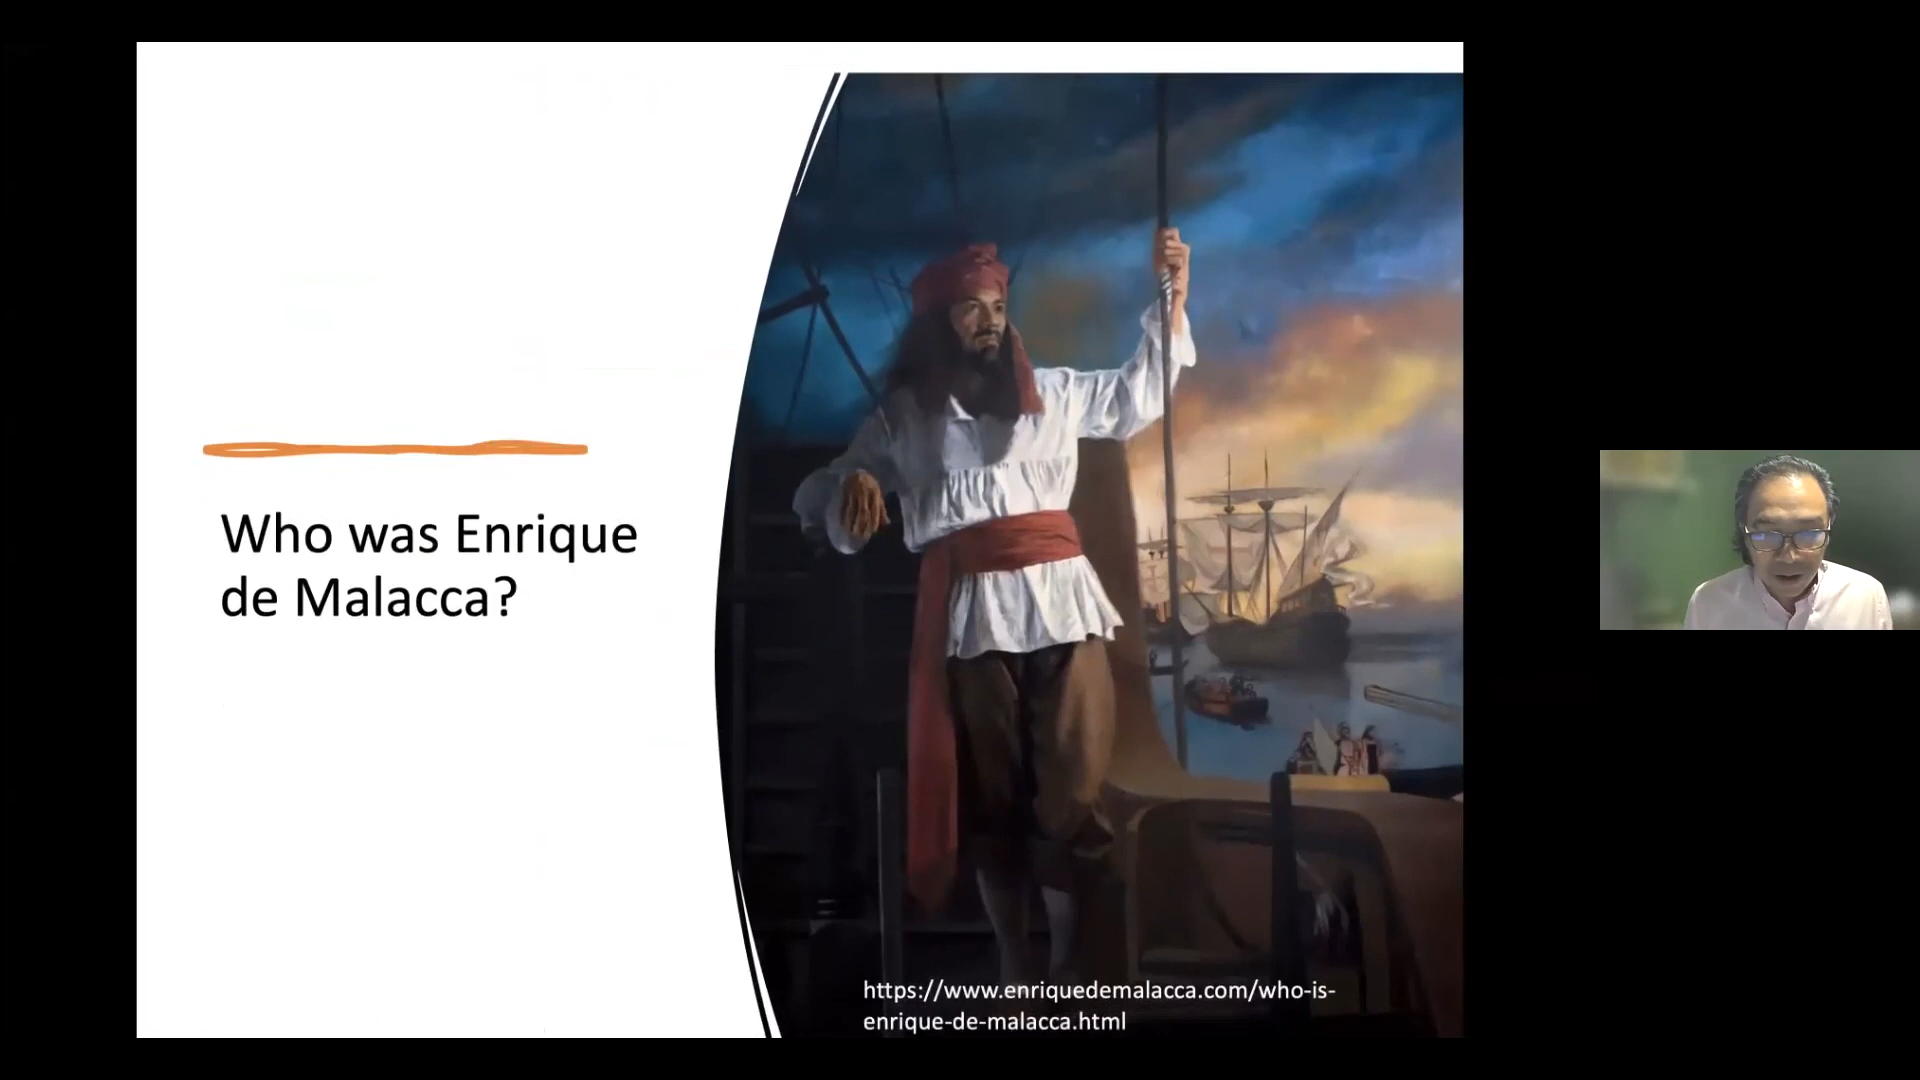 Who was Enrique
de Malacca?
https://www.enriquedemalacca.com/who-is-
enrique-de-malacca.html